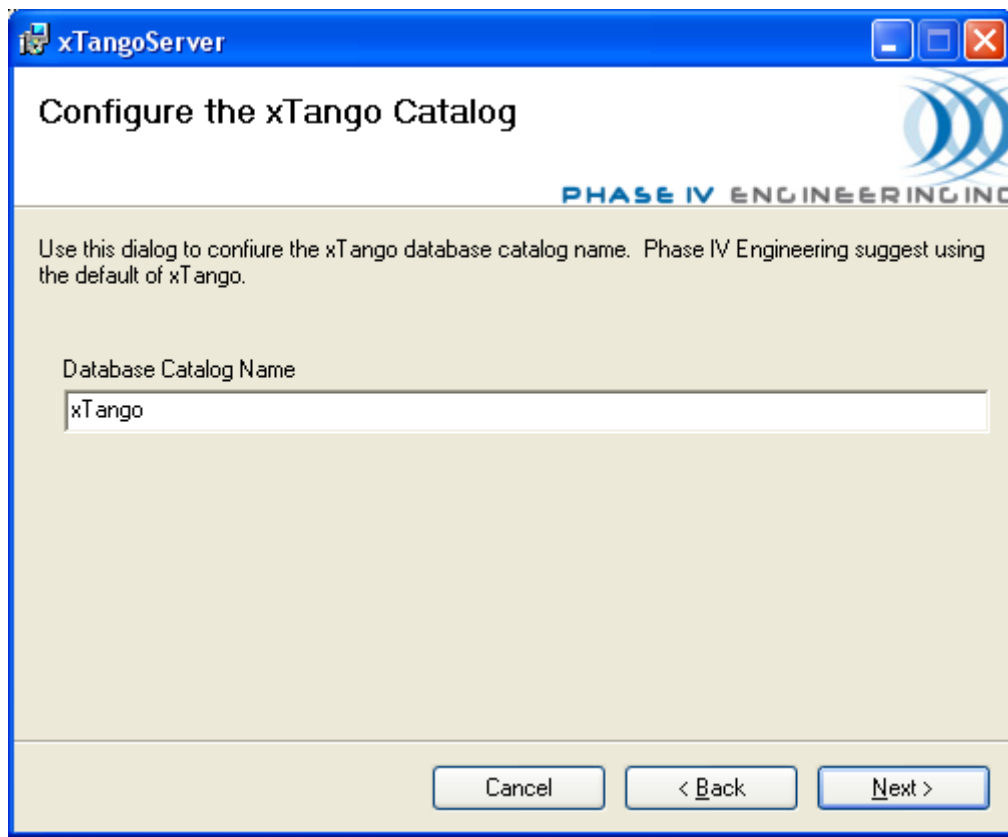 xTangoServer
Configure the xTango Catalog
PHASE IV ENGINEERING INC
Use this dialog to confiure the xTango database catalog name.  Phase IV Engineering suggest using
the default of xTango.
Database Catalog Name
xTango
Cancel
< Back
Next >